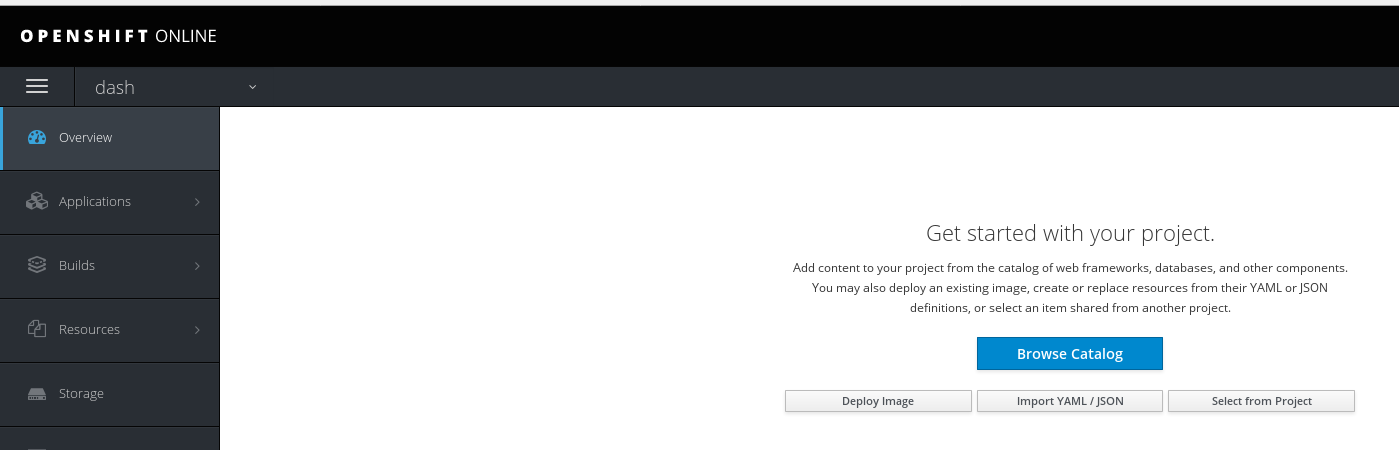 OPENSHIFT ONLINE
dash
Overview
Applications
Builds
Resources
Storage
Get started with your project.
Add content to your project from the catalog of web frameworks, databases, and other components.
You may also deploy an existing image, create or replace resources from their YAML or JSON
definitions, or select an item shared from another project.
Browse Catalog
Deploy Image
Import YAML / JSON
Select from Project